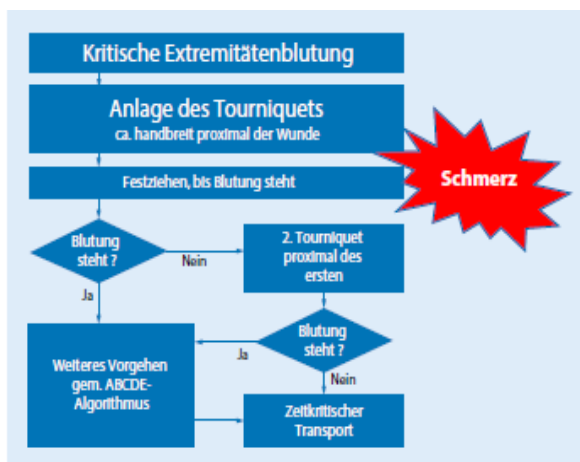 Kritische Extremitätenblutung
Anlage des Tourniquets
ca. handbreit proximal der Wunde
Schmerz
Festziehen, bis Blutung steht
Blutung
steht ?
Nein
2. Tourniquet
proximal des
ersten
Ja
Blutung
steht ?
Ja
Nein
Weiteres Vorgehen
gem. ABCDE-
Algorithmus
Zeitkritischer
Transport